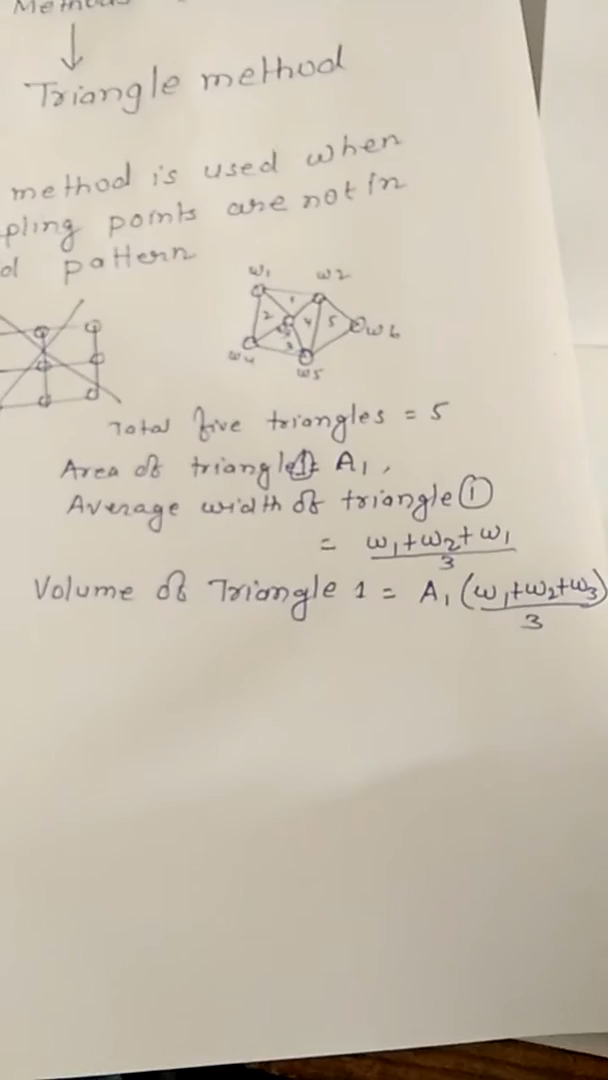 Triangle method
method is used when
pling points are not in
d pattern
w1 w2
1
2 4 5
w6
3
w4
w5
Total five triangles = 5
Area of triangle 1 = A1,
Average width of triangle ①
= w1+w2+w1
3
Volume of Triangle 1 = A1 (w1+w2+w3)
3